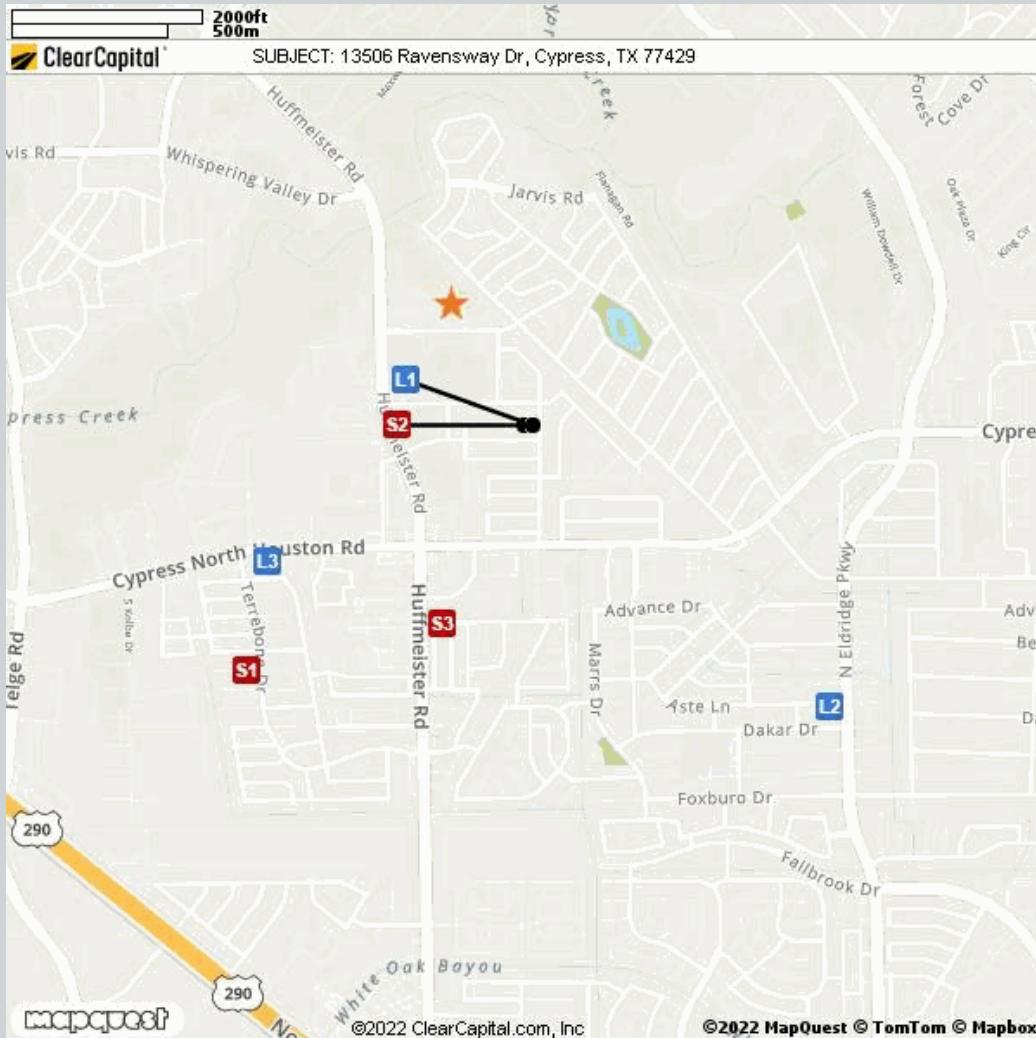 2000ft
500m
ClearCapital
SUBJECT: 13506 Ravensway Dr, Cypress, TX 77429
Huffmeister Rd
Creek
Forest
Cove Dr
vis Rd
Whispering Valley Dr
Jarvis Rd
Flanagan Rd
William Dowdell Dr
Oak Plaza Dr
King Cir
L1
press Creek
S2
Huffmeister Rd
Cypre
Cypress North Houston Rd
L3
Terrebone Dr
S Kolbe Dr
Huffmeister Rd
S3
Advance Dr
Adv
Be
N Eldridge Pkwy
Telge Rd
S1
Marrs Dr
Aste Ln
L2
Dakar Dr
D
Foxburo Dr
290
Fallbrook Dr
White Oak Bayou
290
No
mapquest
©2022 ClearCapital.com, Inc
©2022 MapQuest © TomTom © Mapbox